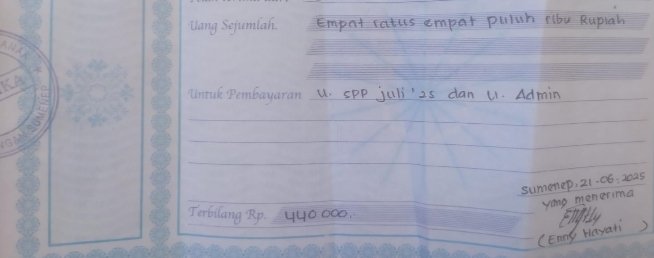 Uang Sejumlah. Empat ratus empat puluh ribu Rupiah
Untuk Pembayaran U. SPP juli '25 dan U. Admin
SUMENEP
Sumenep, 21-06-2025
yang menerima
Terbilang Rp. 440 000,-
(Enny Hayati)